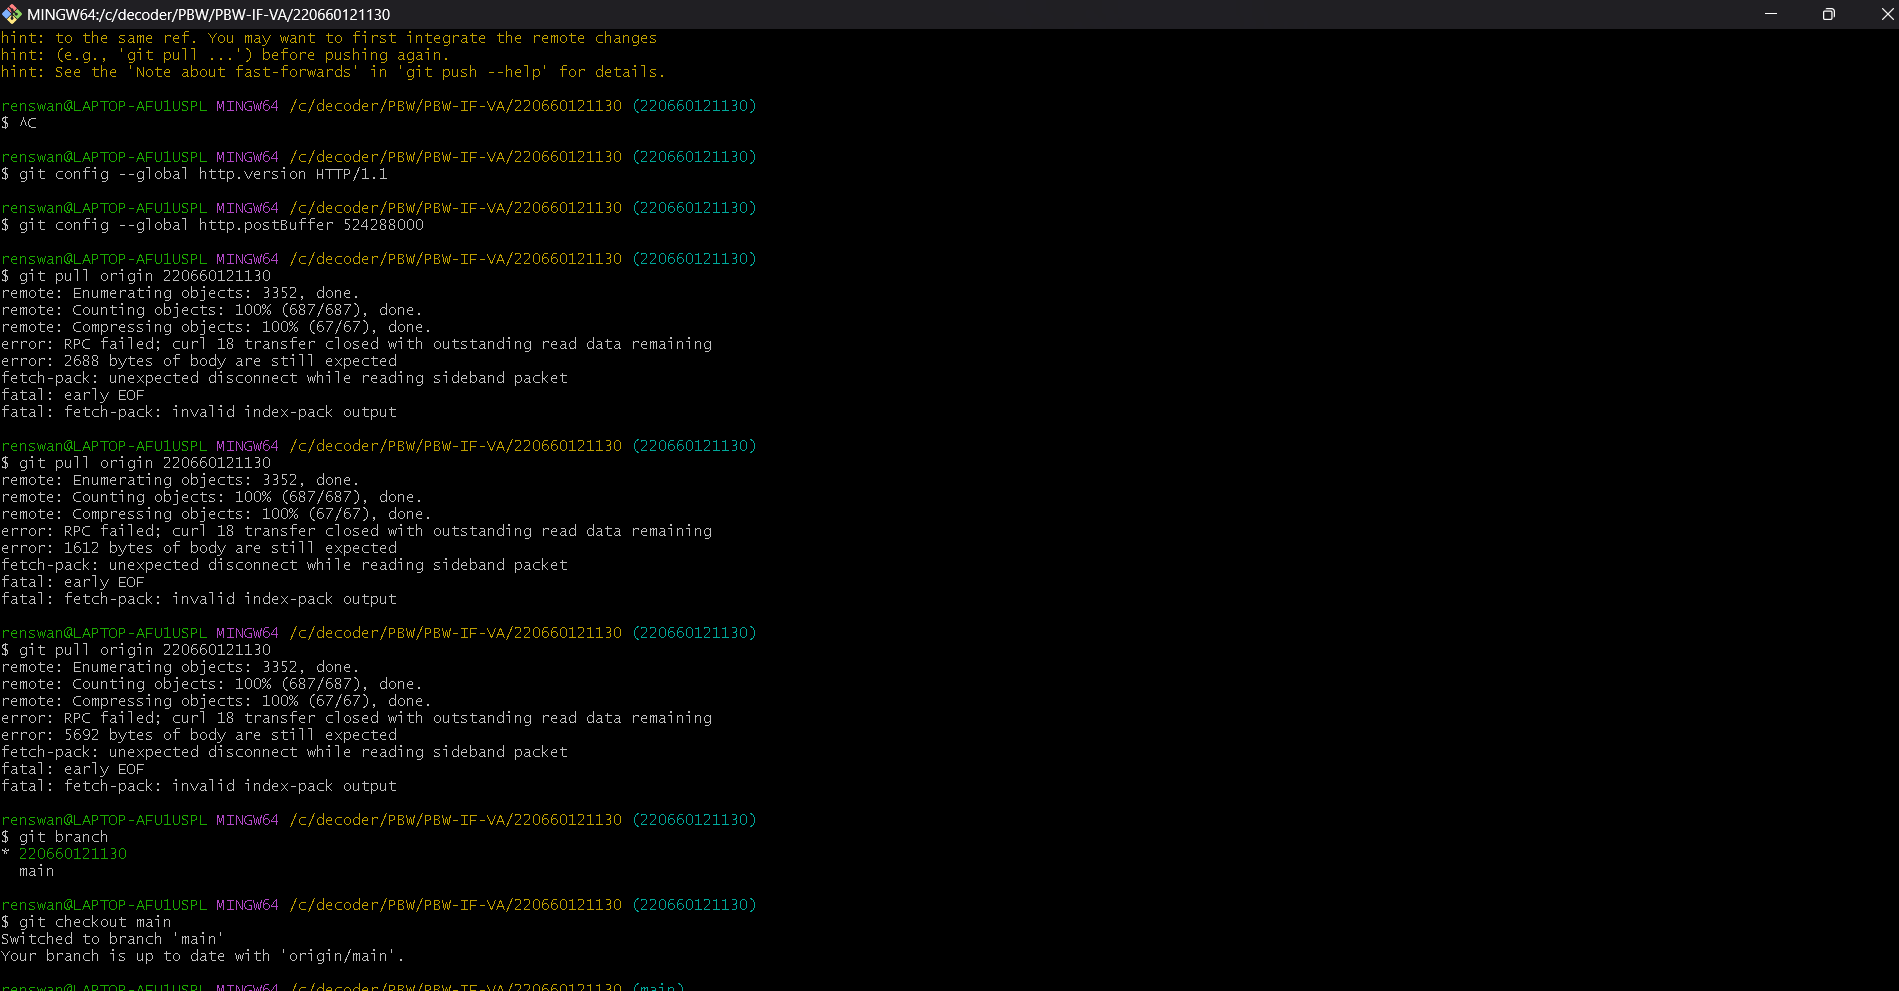 MINGW64:/c/decoder/PBW/PBW-IF-VA/220660121130
hint: to the same ref. You may want to first integrate the remote changes
hint: (e.g., 'git pull ...') before pushing again.
hint: See the 'Note about fast-forwards' in 'git push --help' for details.
renswan@LAPTOP-AFU1USPL MINGW64 /c/decoder/PBW/PBW-IF-VA/220660121130 (220660121130)
$ ^C
renswan@LAPTOP-AFU1USPL MINGW64 /c/decoder/PBW/PBW-IF-VA/220660121130 (220660121130)
$ git config --global http.version HTTP/1.1
renswan@LAPTOP-AFU1USPL MINGW64 /c/decoder/PBW/PBW-IF-VA/220660121130 (220660121130)
$ git config --global http.postBuffer 524288000
renswan@LAPTOP-AFU1USPL MINGW64 /c/decoder/PBW/PBW-IF-VA/220660121130 (220660121130)
$ git pull origin 220660121130
remote: Enumerating objects: 3352, done.
remote: Counting objects: 100% (687/687), done.
remote: Compressing objects: 100% (67/67), done.
error: RPC failed; curl 18 transfer closed with outstanding read data remaining
error: 2688 bytes of body are still expected
fetch-pack: unexpected disconnect while reading sideband packet
fatal: early EOF
fatal: fetch-pack: invalid index-pack output
renswan@LAPTOP-AFU1USPL MINGW64 /c/decoder/PBW/PBW-IF-VA/220660121130 (220660121130)
$ git pull origin 220660121130
remote: Enumerating objects: 3352, done.
remote: Counting objects: 100% (687/687), done.
remote: Compressing objects: 100% (67/67), done.
error: RPC failed; curl 18 transfer closed with outstanding read data remaining
error: 1612 bytes of body are still expected
fetch-pack: unexpected disconnect while reading sideband packet
fatal: early EOF
fatal: fetch-pack: invalid index-pack output
renswan@LAPTOP-AFU1USPL MINGW64 /c/decoder/PBW/PBW-IF-VA/220660121130 (220660121130)
$ git pull origin 220660121130
remote: Enumerating objects: 3352, done.
remote: Counting objects: 100% (687/687), done.
remote: Compressing objects: 100% (67/67), done.
error: RPC failed; curl 18 transfer closed with outstanding read data remaining
error: 5692 bytes of body are still expected
fetch-pack: unexpected disconnect while reading sideband packet
fatal: early EOF
fatal: fetch-pack: invalid index-pack output
renswan@LAPTOP-AFU1USPL MINGW64 /c/decoder/PBW/PBW-IF-VA/220660121130 (220660121130)
$ git branch
* 220660121130
main
renswan@LAPTOP-AFU1USPL MINGW64 /c/decoder/PBW/PBW-IF-VA/220660121130 (220660121130)
$ git checkout main
Switched to branch 'main'
Your branch is up to date with 'origin/main'.
renswan@LAPTOP-AFU1USPL MINGW64 /c/decoder/PBW/PBW-IF-VA/220660121130 (main)